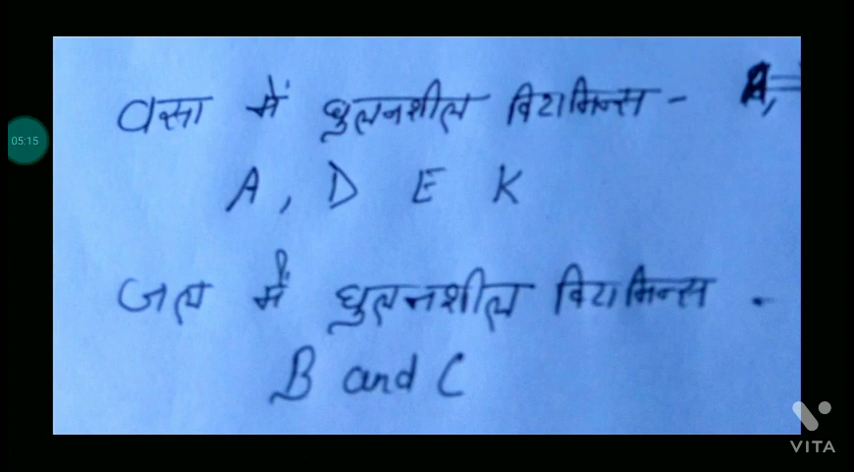 05:15
वसा में घुलनशील विटामिन्स -
A, D E K
जल में घुलनशील विटामिन्स .
B and C
VITA